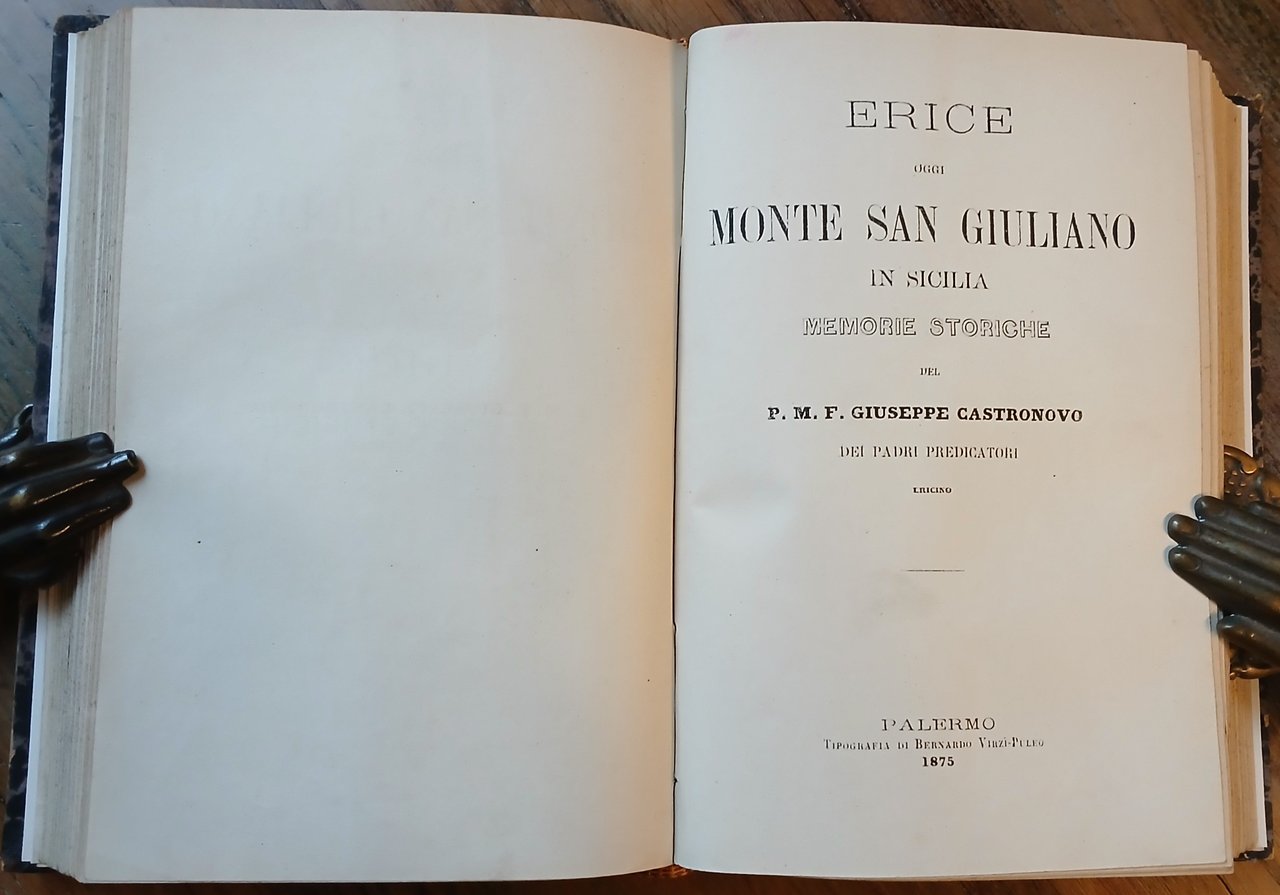 ERICE
OGGI
MONTE SAN GIULIANO
IN SICILIA
MEMORIE STORICHE
DEL
P. M. F. GIUSEPPE CASTRONOVO
DEI PADRI PREDICATORI
ERICINO
PALERMO
TIPOGRAFIA DI BERNARDO VIRZÌ-PULEO
1875